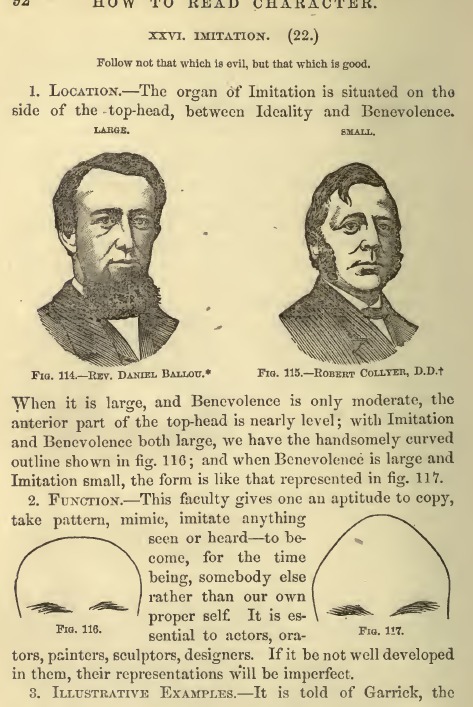 92 HOW TO READ CHARACTER.
XXVI. IMITATION. (22.)
Follow not that which is evil, but that which is good.
1. LOCATION.—The organ of Imitation is situated on the
side of the top-head, between Ideality and Benevolence.
LARGE. SMALL.
FIG. 114.—REV. DANIEL BALLOU.* FIG. 115.—ROBERT COLLYER, D.D.†
When it is large, and Benevolence is only moderate, the
anterior part of the top-head is nearly level; with Imitation
and Benevolence both large, we have the handsomely curved
outline shown in fig. 116; and when Benevolence is large and
Imitation small, the form is like that represented in fig. 117.
2. FUNCTION.—This faculty gives one an aptitude to copy,
take pattern, mimic, imitate anything
seen or heard—to be-
come, for the time
being, somebody else
rather than our own
proper self. It is es-
sential to actors, ora-
FIG. 116. FIG. 117.
tors, painters, sculptors, designers. If it be not well developed
in them, their representations will be imperfect.
3. ILLUSTRATIVE EXAMPLES.—It is told of Garrick, the